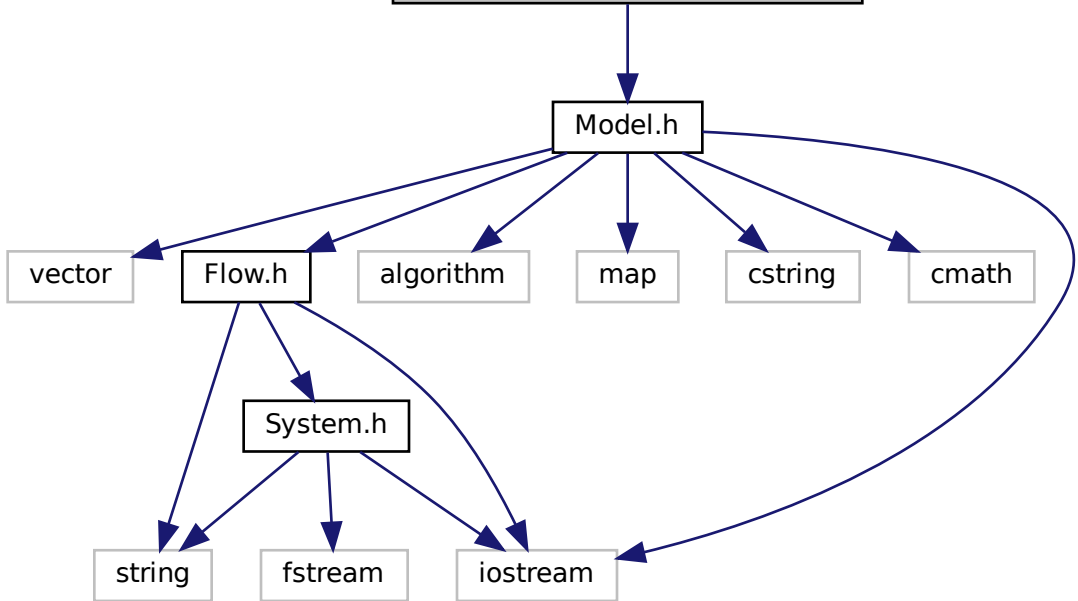 Model.h
vector
Flow.h
algorithm
map
cstring
cmath
System.h
string
fstream
iostream